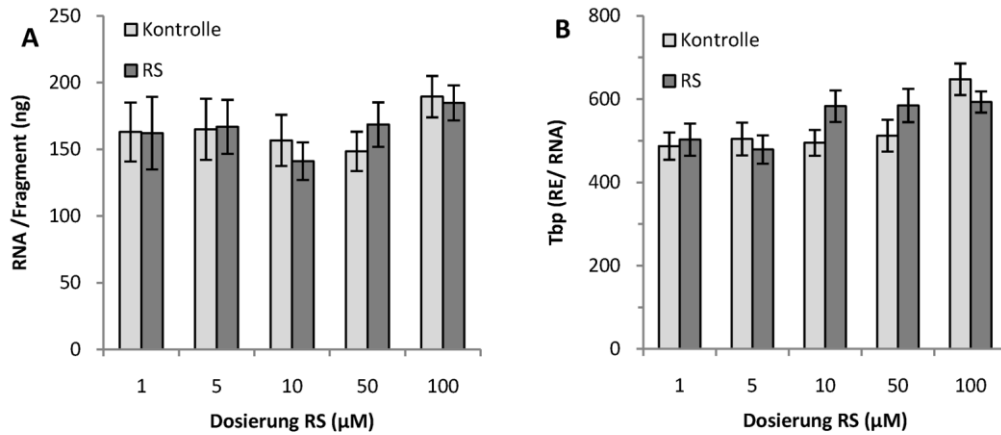 A
Kontrolle
RS
RNA /Fragment (ng)
250
200
150
100
50
0
1 5 10 50 100
Dosierung RS (µM)
B
Kontrolle
RS
Tbp (RE/ RNA)
800
600
400
200
0
1 5 10 50 100
Dosierung RS (µM)